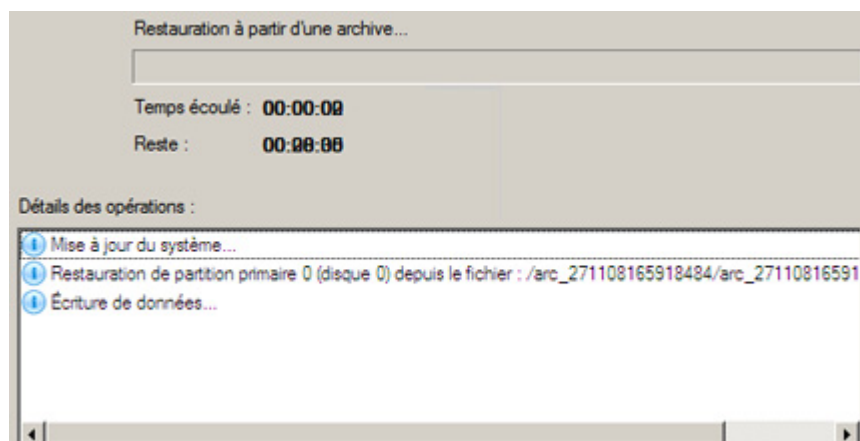 Restauration à partir d'une archive...
Temps écoulé :
Reste :
Détails des opérations :
Mise à jour du système...
Restauration de partition primaire 0 (disque 0) depuis le fichier : /arc_271108165918484/arc_27110816591
Écriture de données...